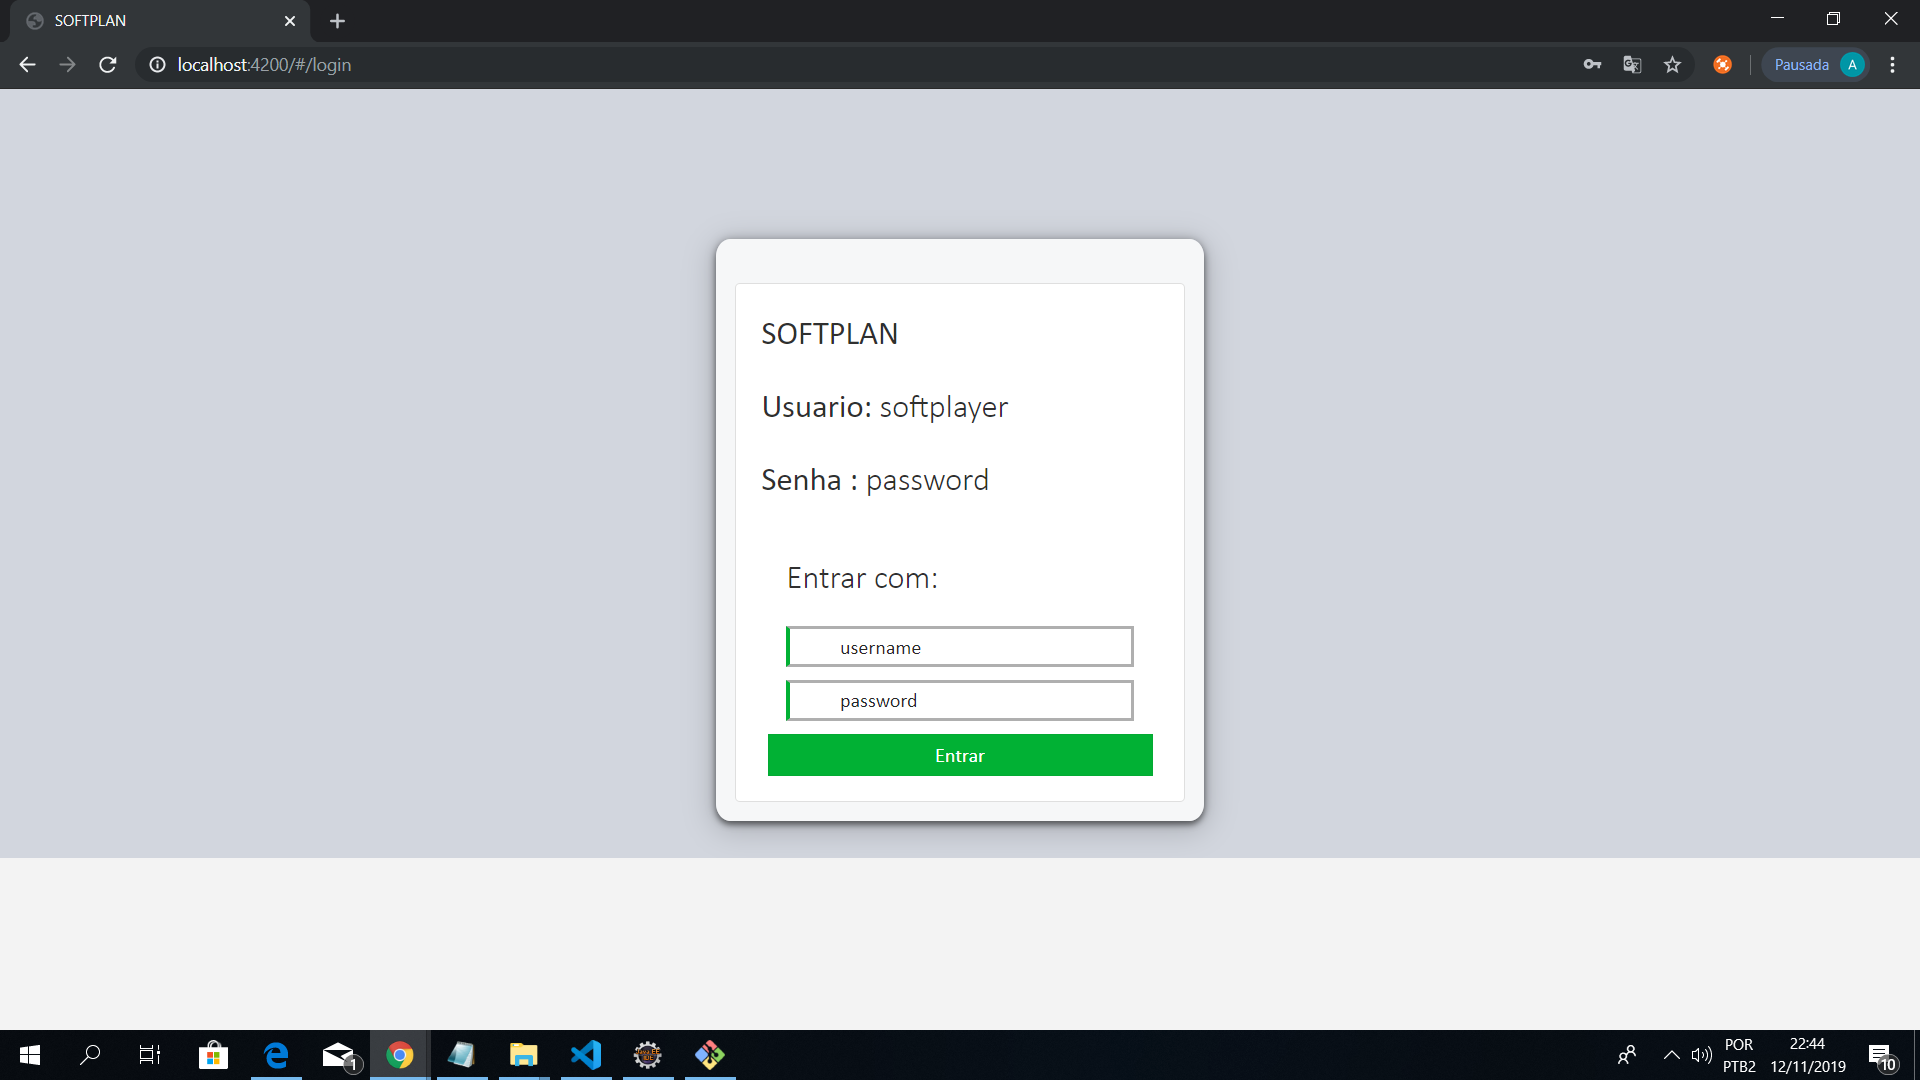 SOFTPLAN
localhost:4200/#/login
Pausada A
SOFTPLAN
Usuario: softplayer
Senha : password
Entrar com:
username
password
Entrar
1
POR
PTB2
22:44
12/11/2019
10